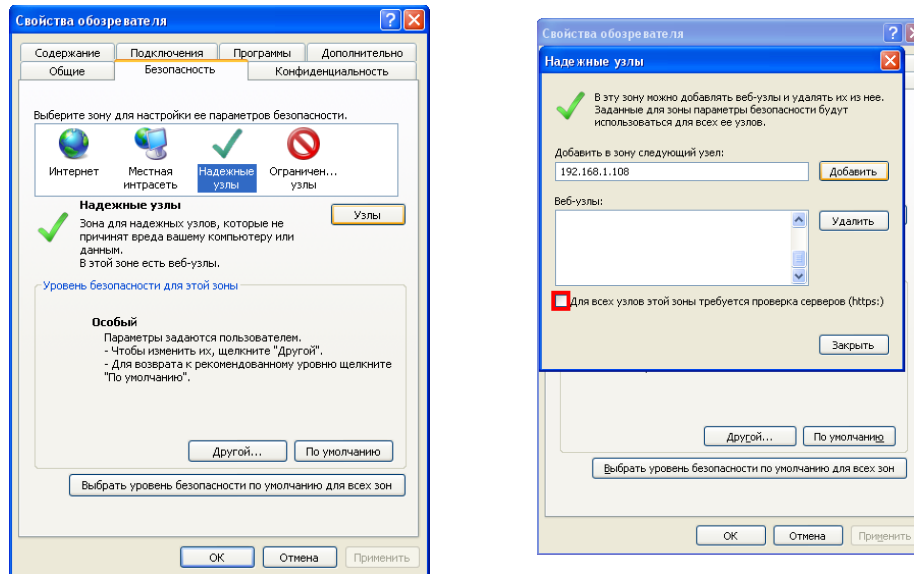 Свойства обозревателя
Содержание Подключения Программы Дополнительно
Общие Безопасность Конфиденциальность
Выберите зону для настройки ее параметров безопасности.
Интернет Местная интрасеть Надежные узлы Ограничен... узлы
Надежные узлы
Узлы
Зона для надежных узлов, которые не
причинят вреда вашему компьютеру или
данным.
В этой зоне есть веб-узлы.
Уровень безопасности для этой зоны
Особый
Параметры задаются пользователем.
- Чтобы изменить их, щелкните "Другой".
- Для возврата к рекомендованному уровню щелкните
"По умолчанию".
Другой... По умолчанию
Выбрать уровень безопасности по умолчанию для всех зон
OK Отмена Применить
Свойства обозревателя
Надежные узлы
В эту зону можно добавлять веб-узлы и удалять их из нее.
Заданные для зоны параметры безопасности будут
использоваться для всех ее узлов.
Добавить в зону следующий узел:
192.168.1.108 Добавить
Веб-узлы:
Удалить
Для всех узлов этой зоны требуется проверка серверов (https:)
Закрыть
Другой... По умолчанию
Выбрать уровень безопасности по умолчанию для всех зон
OK Отмена Применить